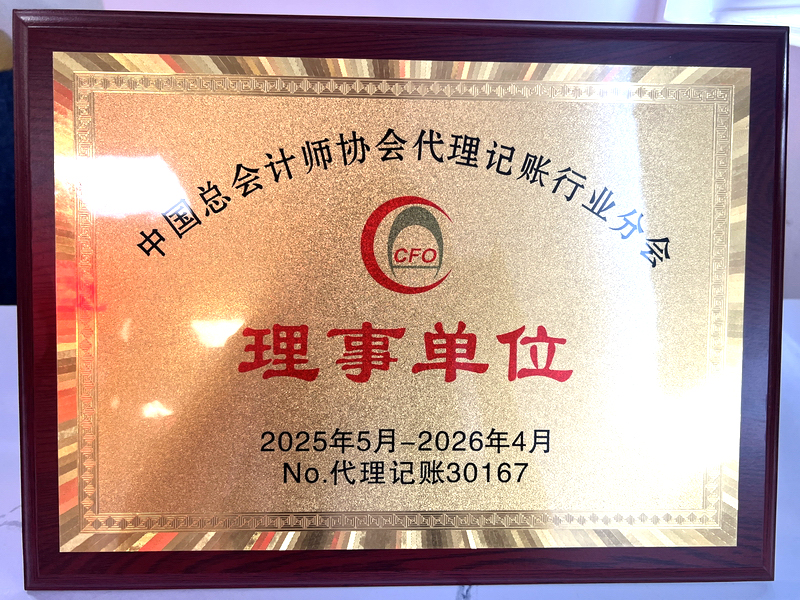 中国总会计师协会代理记账行业分会
CFO
理事单位
2025年5月-2026年4月
No.代理记账30167